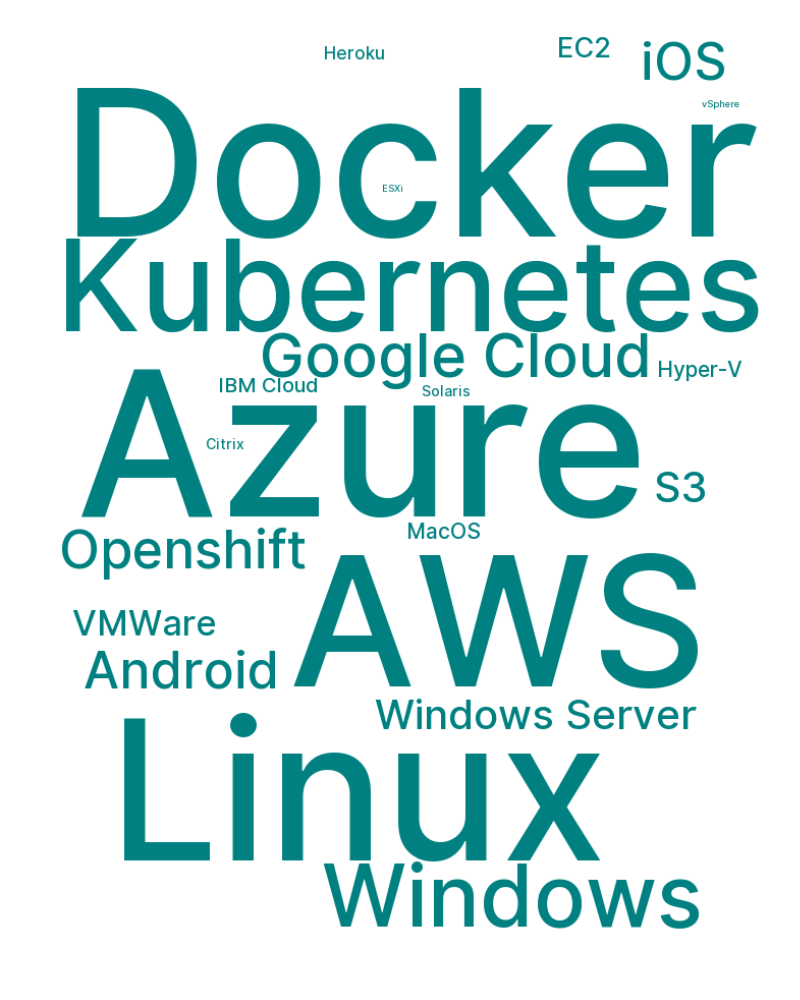 Heroku
EC2
iOS
vSphere
Docker
ESXi
Kubernetes
Google Cloud
Hyper-V
IBM Cloud
Solaris
Azure
Citrix
S3
MacOS
Openshift
AWS
VMWare
Android
Windows Server
Linux
Windows